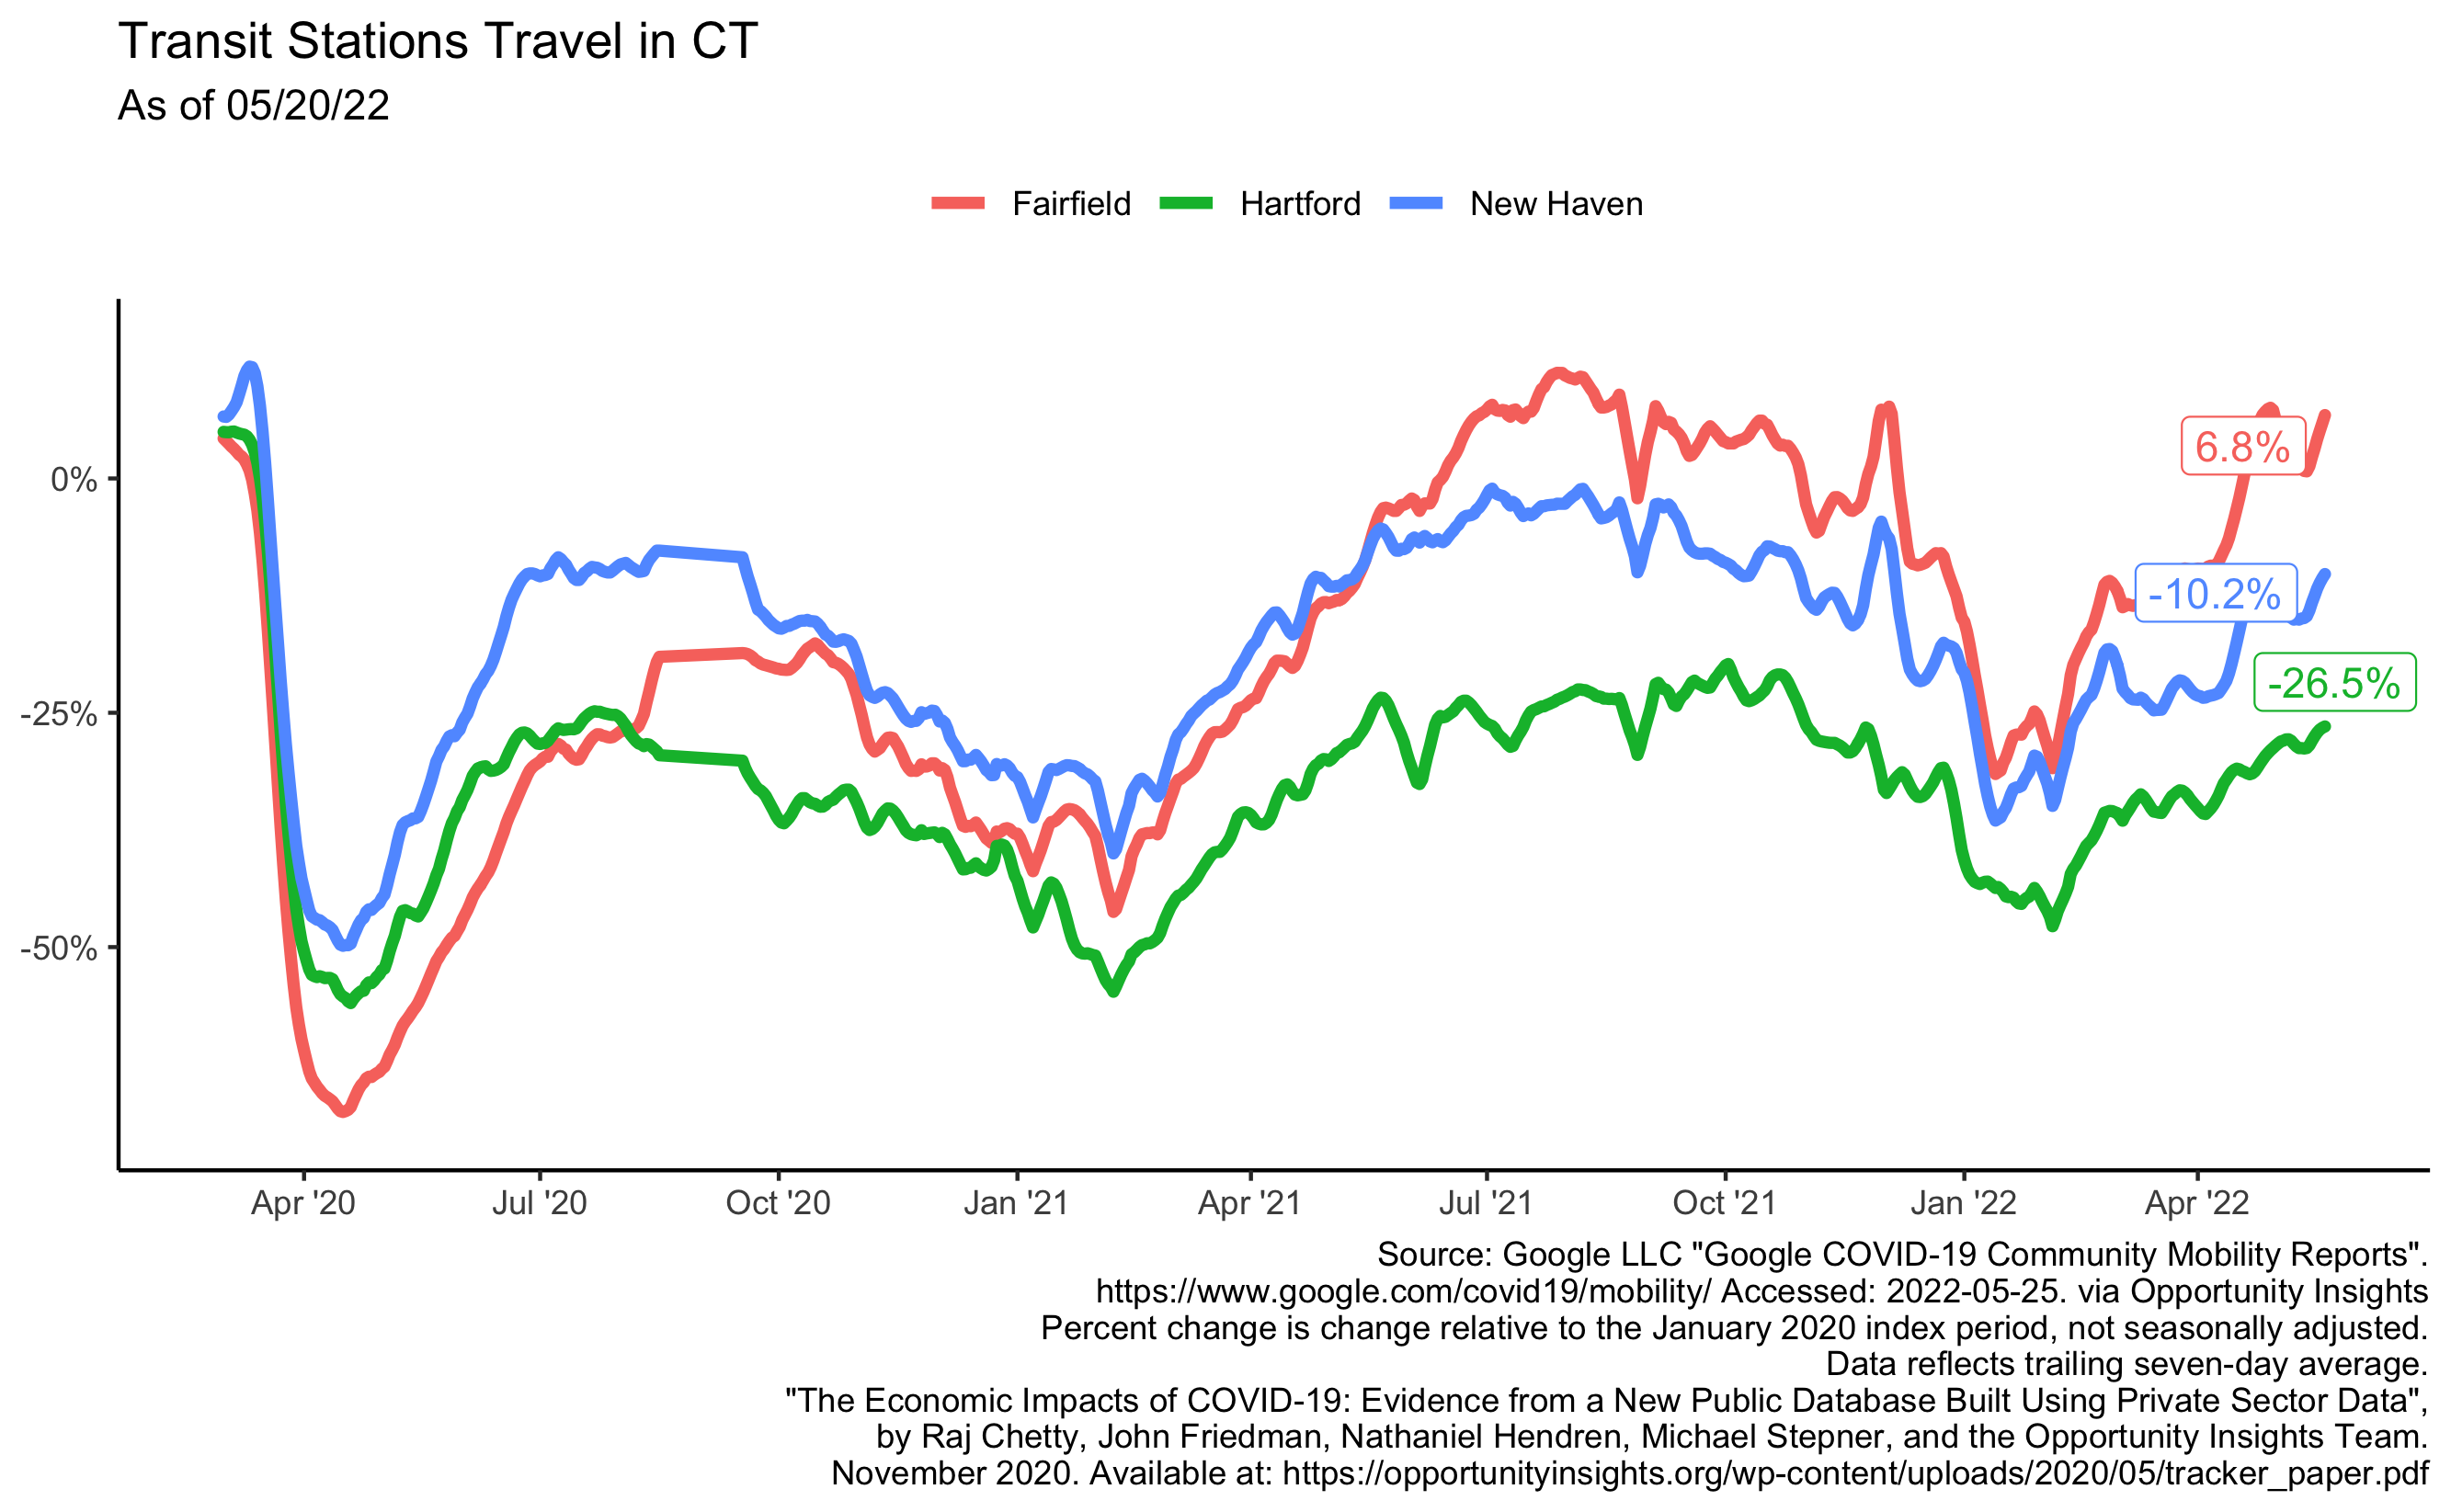 Transit Stations Travel in CT
As of 05/20/22
Fairfield Hartford New Haven
0%
-25%
-50%
6.8%
-10.2%
-26.5%
Apr '20 Jul '20 Oct '20 Jan '21 Apr '21 Jul '21 Oct '21 Jan '22 Apr '22
Source: Google LLC "Google COVID-19 Community Mobility Reports".
https://www.google.com/covid19/mobility/ Accessed: 2022-05-25. via Opportunity Insights
Percent change is change relative to the January 2020 index period, not seasonally adjusted.
Data reflects trailing seven-day average.
"The Economic Impacts of COVID-19: Evidence from a New Public Database Built Using Private Sector Data",
by Raj Chetty, John Friedman, Nathaniel Hendren, Michael Stepner, and the Opportunity Insights Team.
November 2020. Available at: https://opportunityinsights.org/wp-content/uploads/2020/05/tracker_paper.pdf